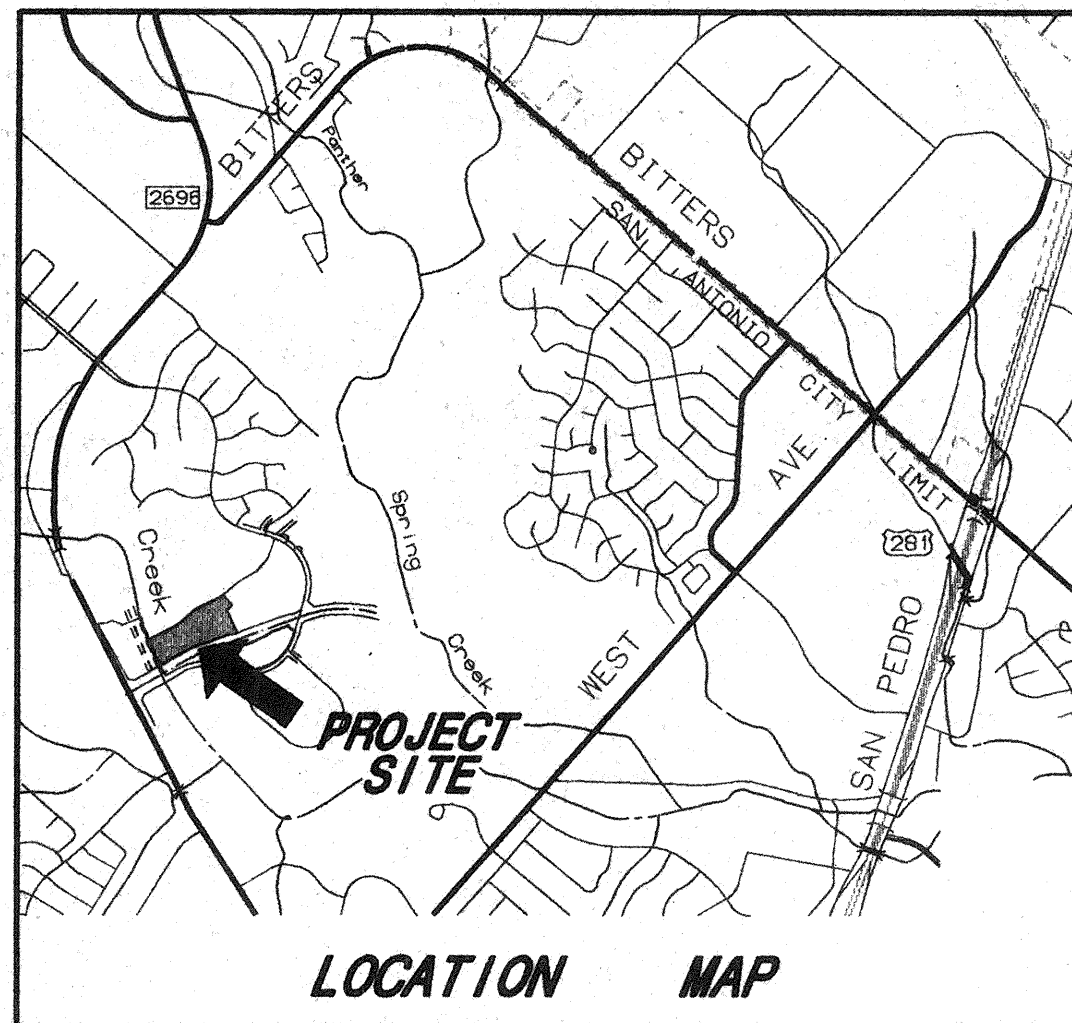 BITTERS
Panther
2696
BITTERS
SAN ANTONIO CITY LIMIT
AVE.
WEST
281
SAN PEDRO
Creek
Spring
Creek
PROJECT
SITE
LOCATION MAP